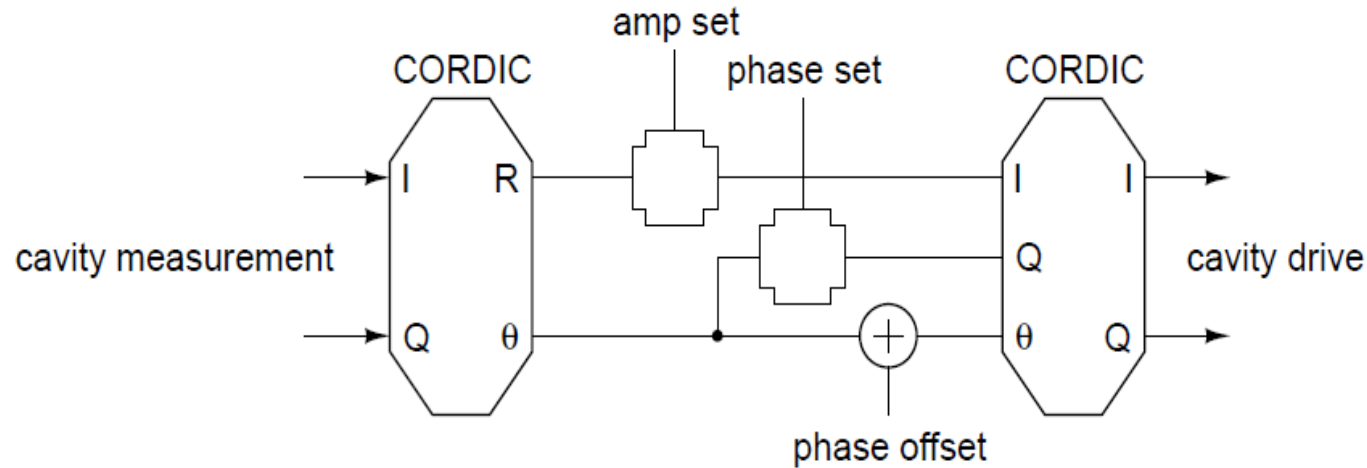 amp set
CORDIC
phase set
CORDIC
I
R
I
I
cavity measurement
Q
cavity drive
Q
θ
+
θ
Q
phase offset